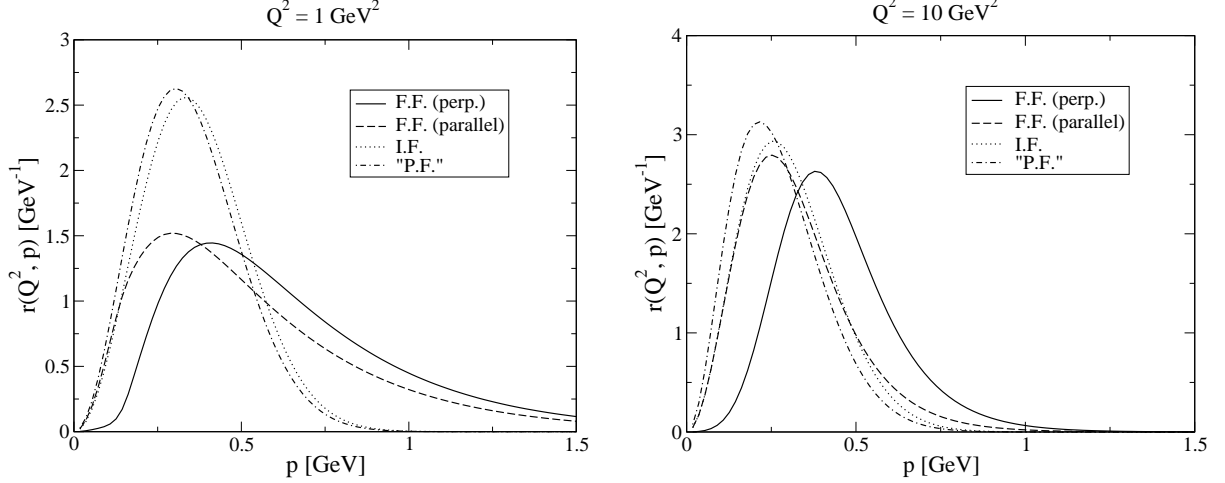 Q² = 1 GeV²
3
2.5
2
1.5
1
0.5
0
0
0.5
1
1.5
r(Q², p) [GeV⁻¹]
p [GeV]
F.F. (perp.)
F.F. (parallel)
I.F.
"P.F."
Q² = 10 GeV²
4
3
2
1
0
0
0.5
1
1.5
r(Q², p) [GeV⁻¹]
p [GeV]
F.F. (perp.)
F.F. (parallel)
I.F.
"P.F."